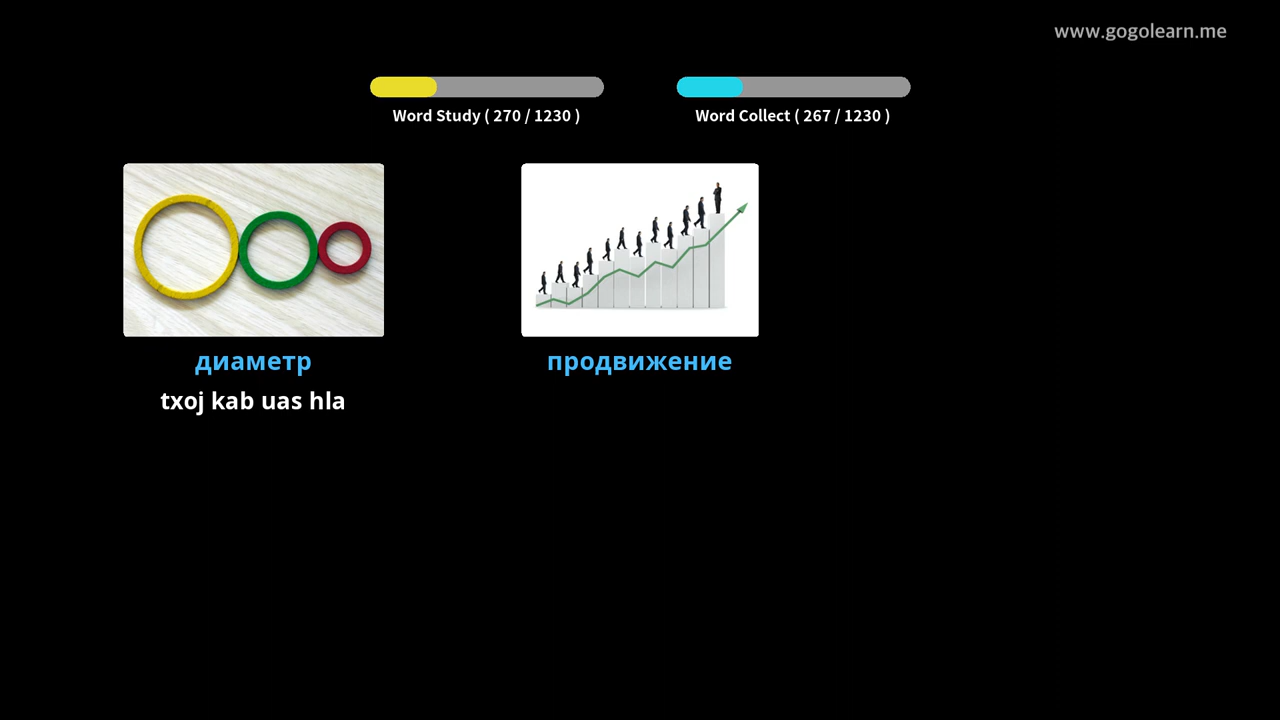 www.gogolearn.me
Word Study ( 270 / 1230 )
Word Collect ( 267 / 1230 )
диаметр
txoj kab uas hla
продвижение